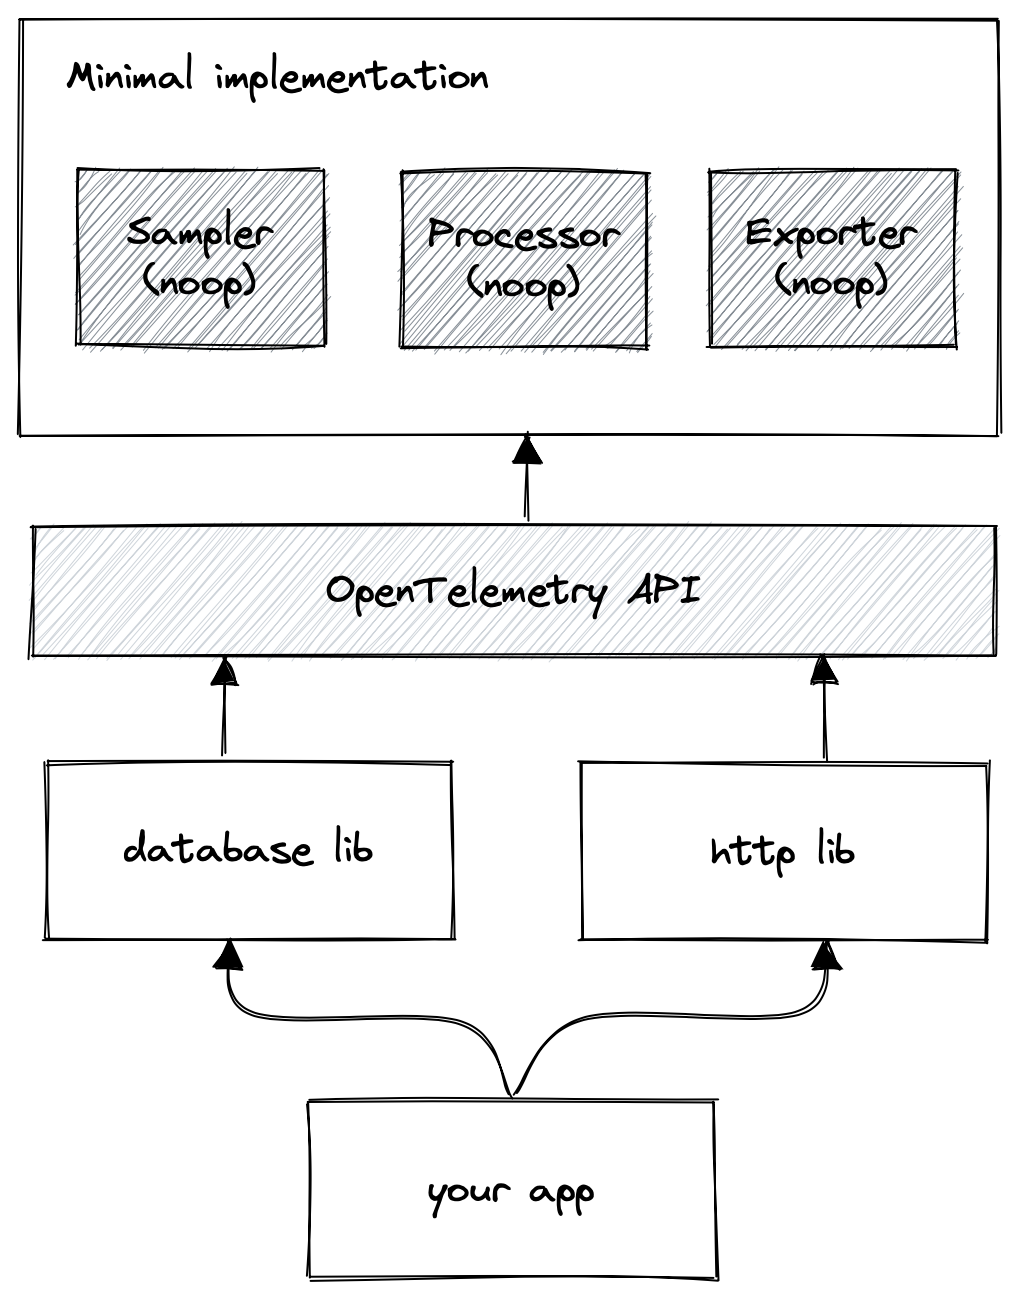 Minimal implementation
Sampler
(noop)
Processor
(noop)
Exporter
(noop)
OpenTelemetry API
database lib
http lib
your app